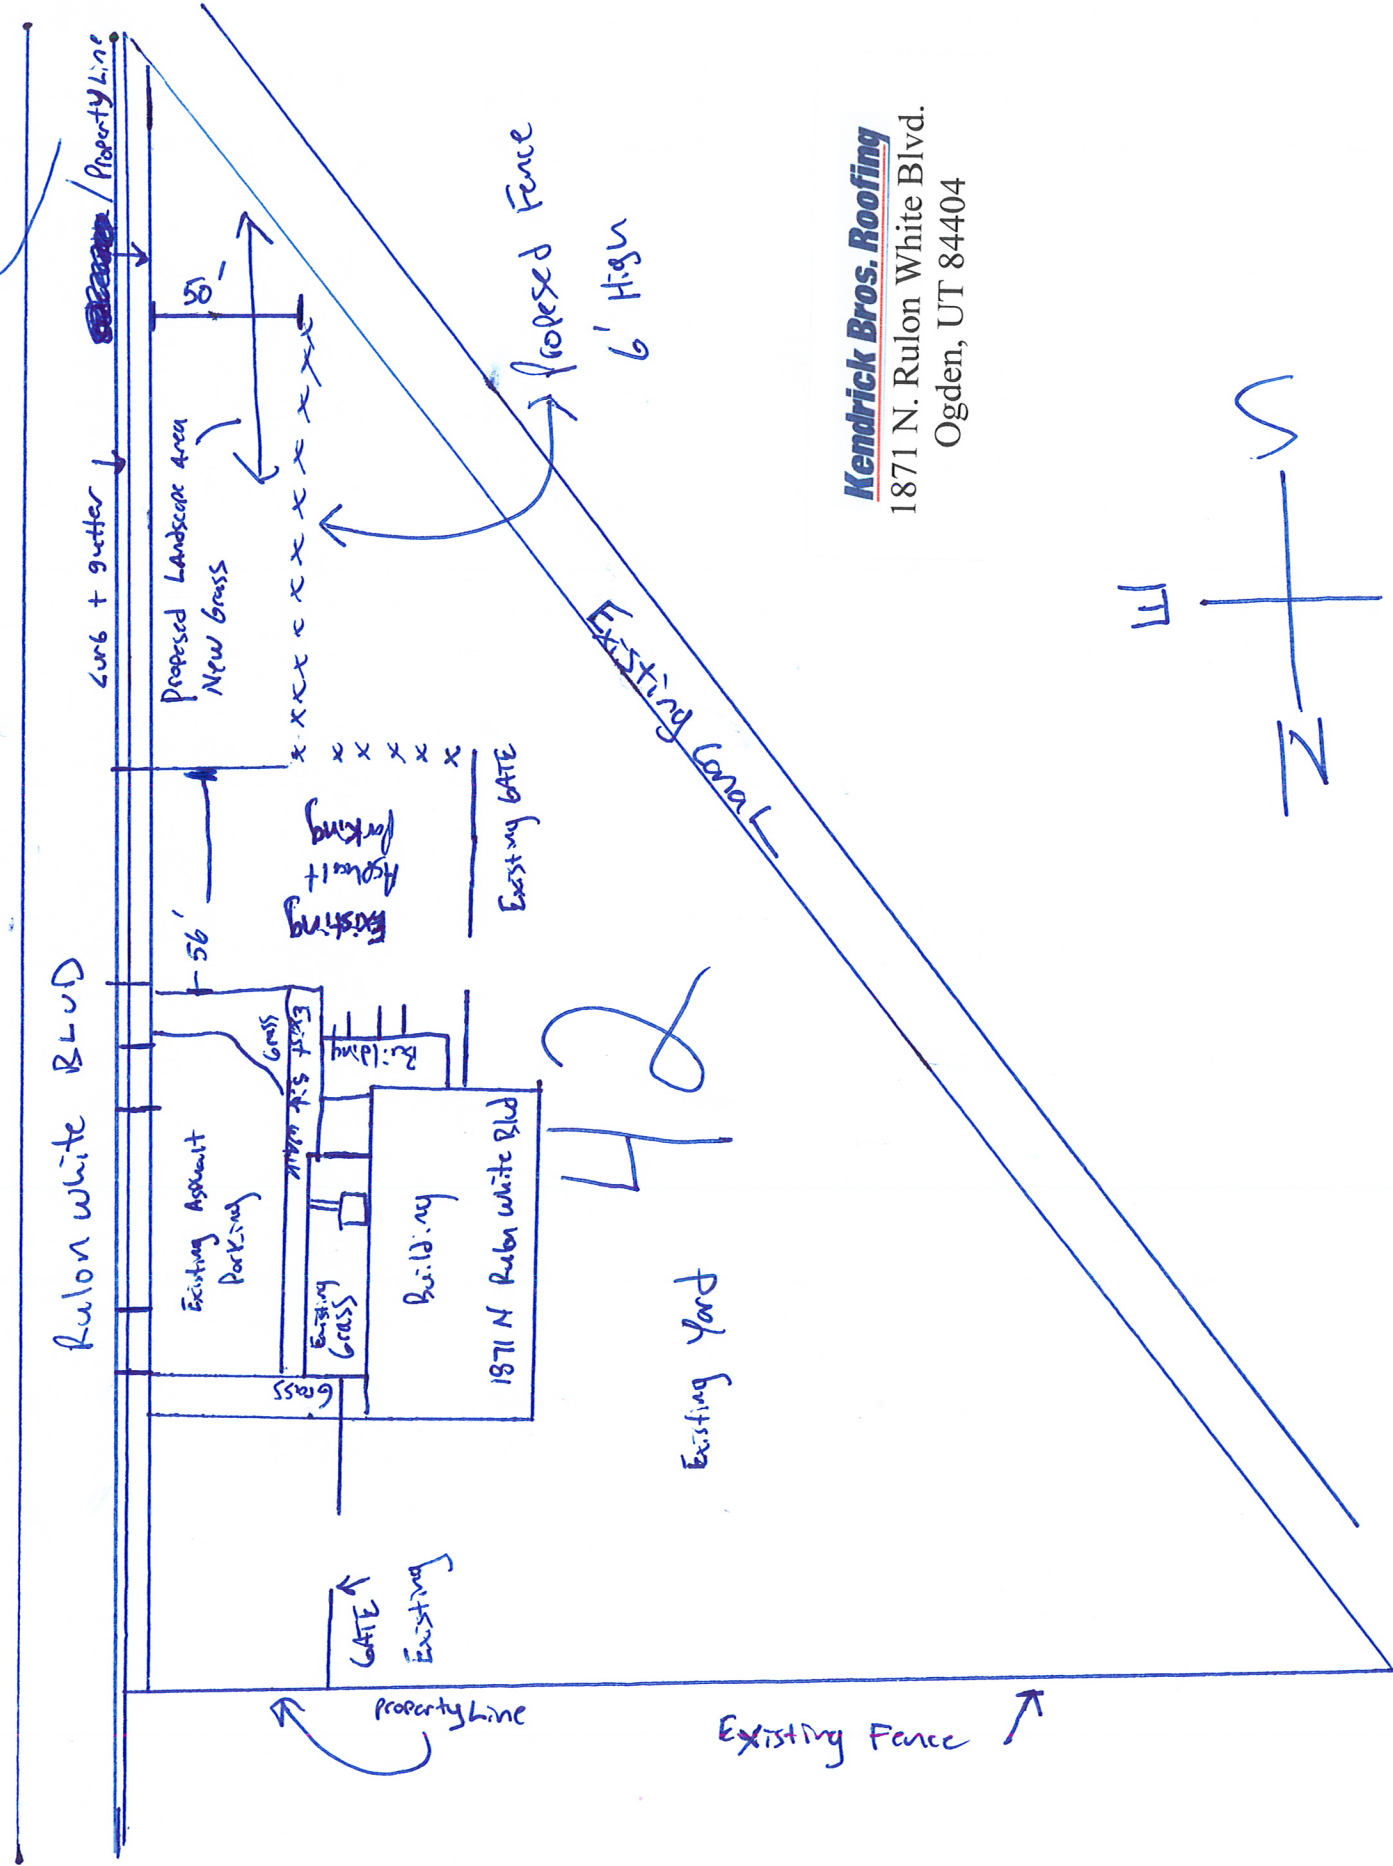 Rulon White BLVD
curb + gutter
/ Property Line
Proposed Landscape Area
New Grass
Proposed Fence
6' High
56'
Existing
Asphalt
Parking
Existing GATE
Existing Asphalt
Parking
Grass
Exist Side Walk
Building
Existing
Grass
Grass
Building
1871 N Rulon White Blvd
Existing Canal
Existing Yard
GATE
Existing
Property Line
Existing Fence
Kendrick Bros. Roofing
1871 N. Rulon White Blvd.
Ogden, UT 84404
N
E
S